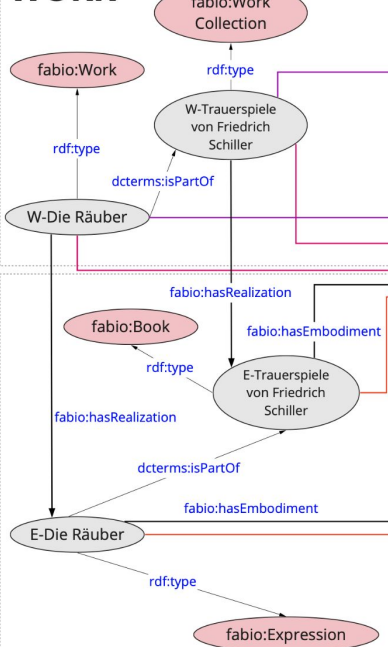 WORK
fabio:Work
Collection
fabio:Work
rdf:type
W-Trauerspiele
von Friedrich
Schiller
rdf:type
dcterms:isPartOf
W-Die Räuber
fabio:hasRealization
fabio:Book
fabio:hasEmbodiment
rdf:type
E-Trauerspiele
von Friedrich
Schiller
fabio:hasRealization
dcterms:isPartOf
fabio:hasEmbodiment
E-Die Räuber
rdf:type
fabio:Expression